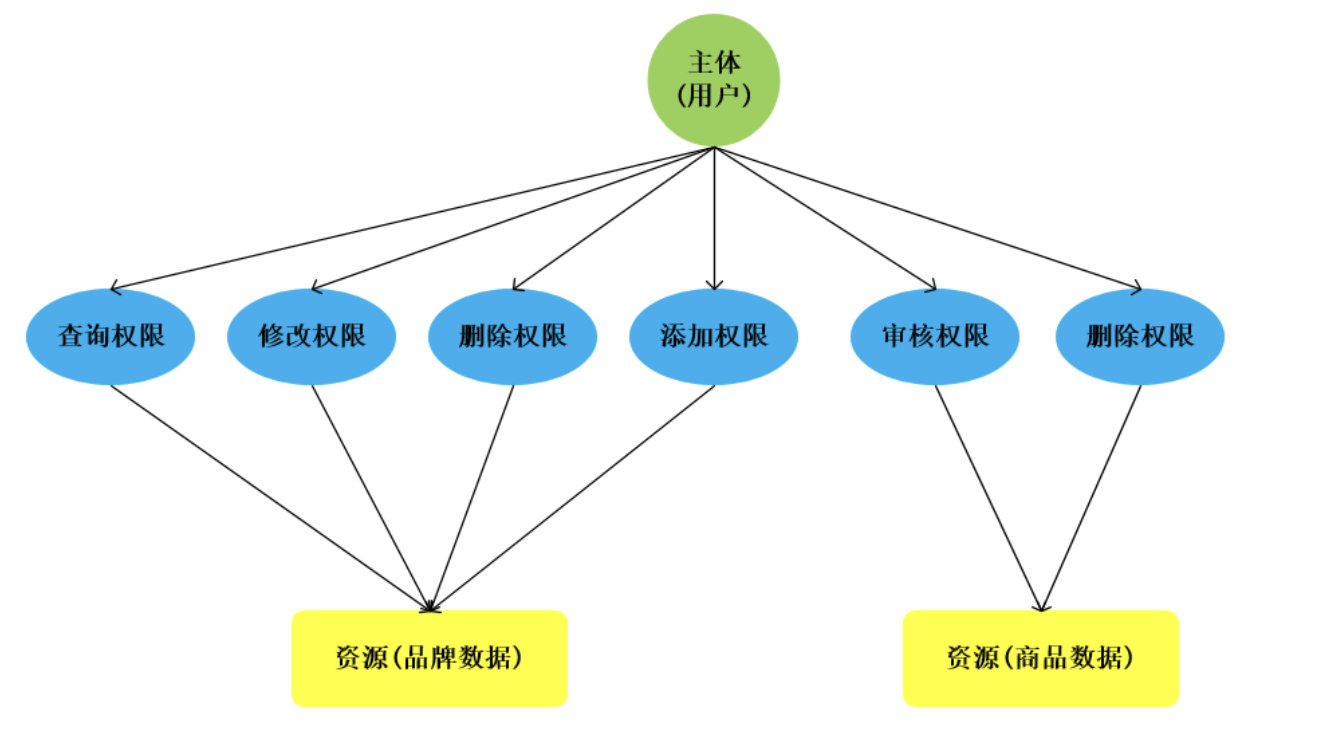 主体
(用户)
查询权限
修改权限
删除权限
添加权限
审核权限
删除权限
资源(品牌数据)
资源(商品数据)